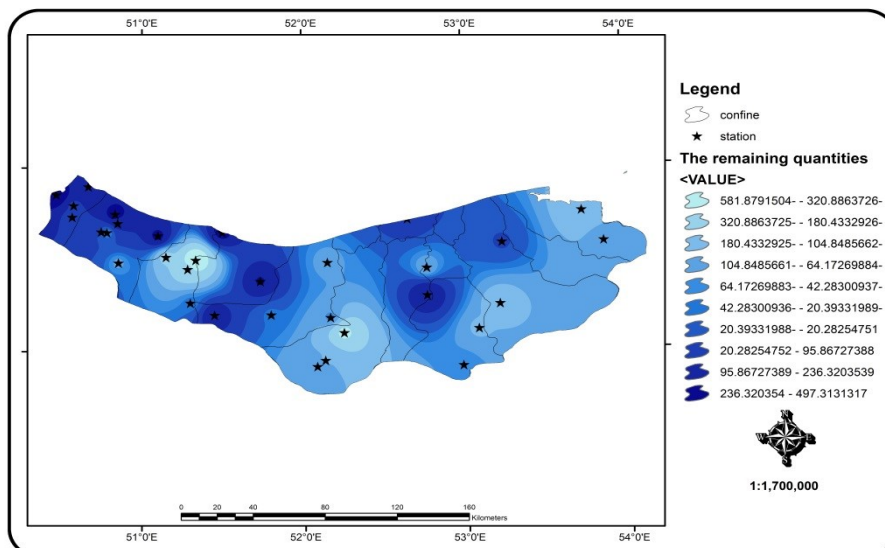 51°0'E 52°0'E 53°0'E 54°0'E
Legend
confine
station
The remaining quantities
<VALUE>
581.8791504- - 320.8863726-
320.8863725- - 180.4332926-
180.4332925- - 104.8485662-
104.8485661- - 64.17269884-
64.17269883- - 42.28300937-
42.28300936- - 20.39331989-
20.39331988- - 20.28254751
20.28254752 - 95.86727388
95.86727389 - 236.3203539
236.320354 - 497.3131317
1:1,700,000
0 20 40 80 120 160
Kilometers
51°0'E 52°0'E 53°0'E 54°0'E